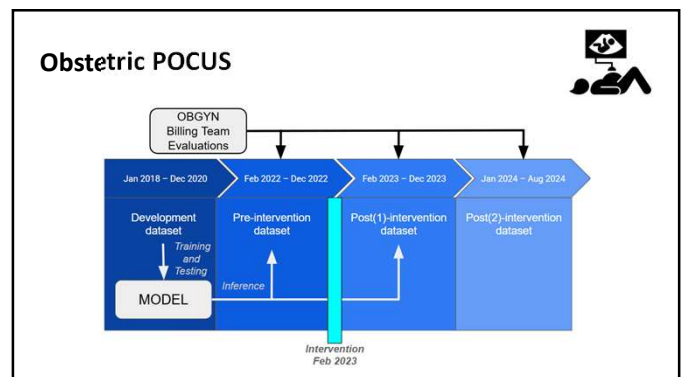 Obstetric POCUS
OBGYN
Billing Team
Evaluations
Jan 2018 – Dec 2020
Feb 2022 – Dec 2022
Feb 2023 – Dec 2023
Jan 2024 – Aug 2024
Development
dataset
Pre-intervention
dataset
Post(1)-intervention
dataset
Post(2)-intervention
dataset
Training
and
Testing
MODEL
Inference
Intervention
Feb 2023